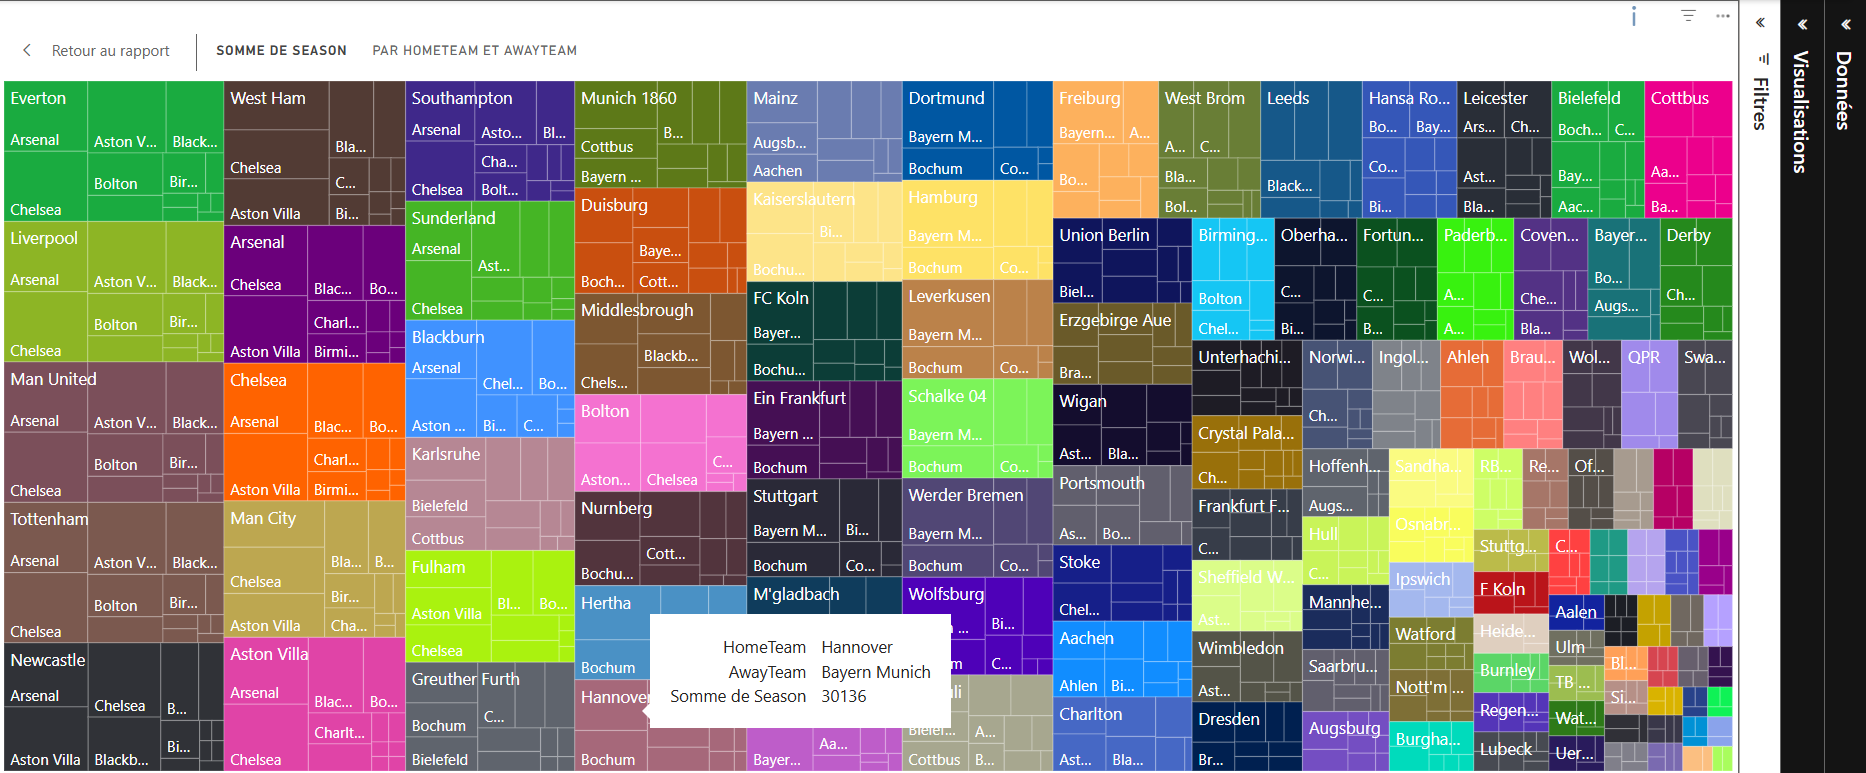 Retour au rapport
SOMME DE SEASON
PAR HOMETEAM ET AWAYTEAM
Filtres
Visualisations
Données
Everton
Arsenal
Aston V...
Black...
Bolton
Bir...
Chelsea
Liverpool
Arsenal
Aston V...
Black...
Bolton
Bir...
Chelsea
Man United
Arsenal
Aston V...
Black...
Bolton
Bir...
Chelsea
Tottenham
Arsenal
Aston V...
Black...
Bolton
Bir...
Chelsea
Newcastle
Arsenal
Chelsea
B...
Bi...
Aston Villa
Blackb...
West Ham
Bla...
Chelsea
C...
Aston Villa
Bi...
Arsenal
Chelsea
Blac...
Bo...
Charl...
Aston Villa
Birmi...
Chelsea
Arsenal
Blac...
Bo...
Charl...
Aston Villa
Birmi...
Man City
Bla...
B...
Chelsea
Aston Villa
Cha...
Aston Villa
Arsenal
Blac...
Bo...
Charlt...
Chelsea
Southampton
Arsenal
Asto...
Bl...
Cha...
Chelsea
Bolt...
Sunderland
Arsenal
Ast...
Chelsea
Blackburn
Arsenal
Chel...
Bo...
Aston ...
Bi...
C...
Karlsruhe
Bielefeld
Cottbus
Fulham
Aston Villa
Bl...
Bo...
Chelsea
Greuther Furth
Bochum
C...
Bielefeld
Munich 1860
B...
Cottbus
Bayern ...
Duisburg
Baye...
Boch...
Cott...
Middlesbrough
Blackb...
Chels...
Bolton
C...
Aston...
Chelsea
Nurnberg
Cott...
Bochu...
Hertha
Bochum
Hannover
Bochum
HomeTeam Hannover
AwayTeam Bayern Munich
Somme de Season 30136
Mainz
Augsb...
Aachen
Kaiserslautern
Bi...
Bochu...
FC Koln
Bayer...
Bochu...
Ein Frankfurt
Bayern ...
Bochum
Stuttgart
Bayern M...
Bi...
Bochum
Co...
M'gladbach
Aa...
Bayer...
Dortmund
Bayern M...
Bochum
Co...
Hamburg
Bayern M...
Bochum
Co...
Leverkusen
Bayern M...
Bochum
Co...
Schalke 04
Bayern M...
Bochum
Co...
Werder Bremen
Bayern M...
Bochum
Co...
Wolfsburg
Bi...
C...
A...
Cottbus
B...
Freiburg
Bayern...
A...
Bo...
West Brom
A...
C...
Bla...
Bol...
Leeds
Black...
Hansa Ro...
Bo...
Bay...
Co...
Bi...
Leicester
Ars...
Ch...
Ast...
Bla...
Bielefeld
Boch...
C...
Bay...
Aac...
Cottbus
Aa...
Ba...
Union Berlin
Biel...
Erzgebirge Aue
Bra...
Wigan
Ast...
Bla...
Portsmouth
As...
Bo...
Stoke
Chel...
Aachen
Ahlen
Bi...
Charlton
Ast...
Bla...
Birming...
Bolton
Chel...
Oberha...
C...
Bi...
Fortun...
C...
B...
Paderb...
A...
A...
Coven...
Che...
Bla...
Bayer...
Bo...
Augs...
Derby
Ch...
Unterhachi...
Crystal Pala...
Ch...
Frankfurt F...
C...
Sheffield W...
Ast...
Wimbledon
Ast...
Dresden
Br...
Norwi...
Ch...
Ingol...
Ahlen
Brau...
Wol...
QPR
Swa...
Hoffenh...
Augs...
Hull
C...
Mannhe...
Saarbru...
Augsburg
Sandha...
Osnabr...
Ipswich
Watford
Nott'm ...
Burgha...
RB...
Re...
Of...
Stuttg...
C...
F Koln
Heide...
Burnley
Regen...
Lubeck
Aalen
Ulm
TB ...
Wat...
Uer...
Bl...
Si...